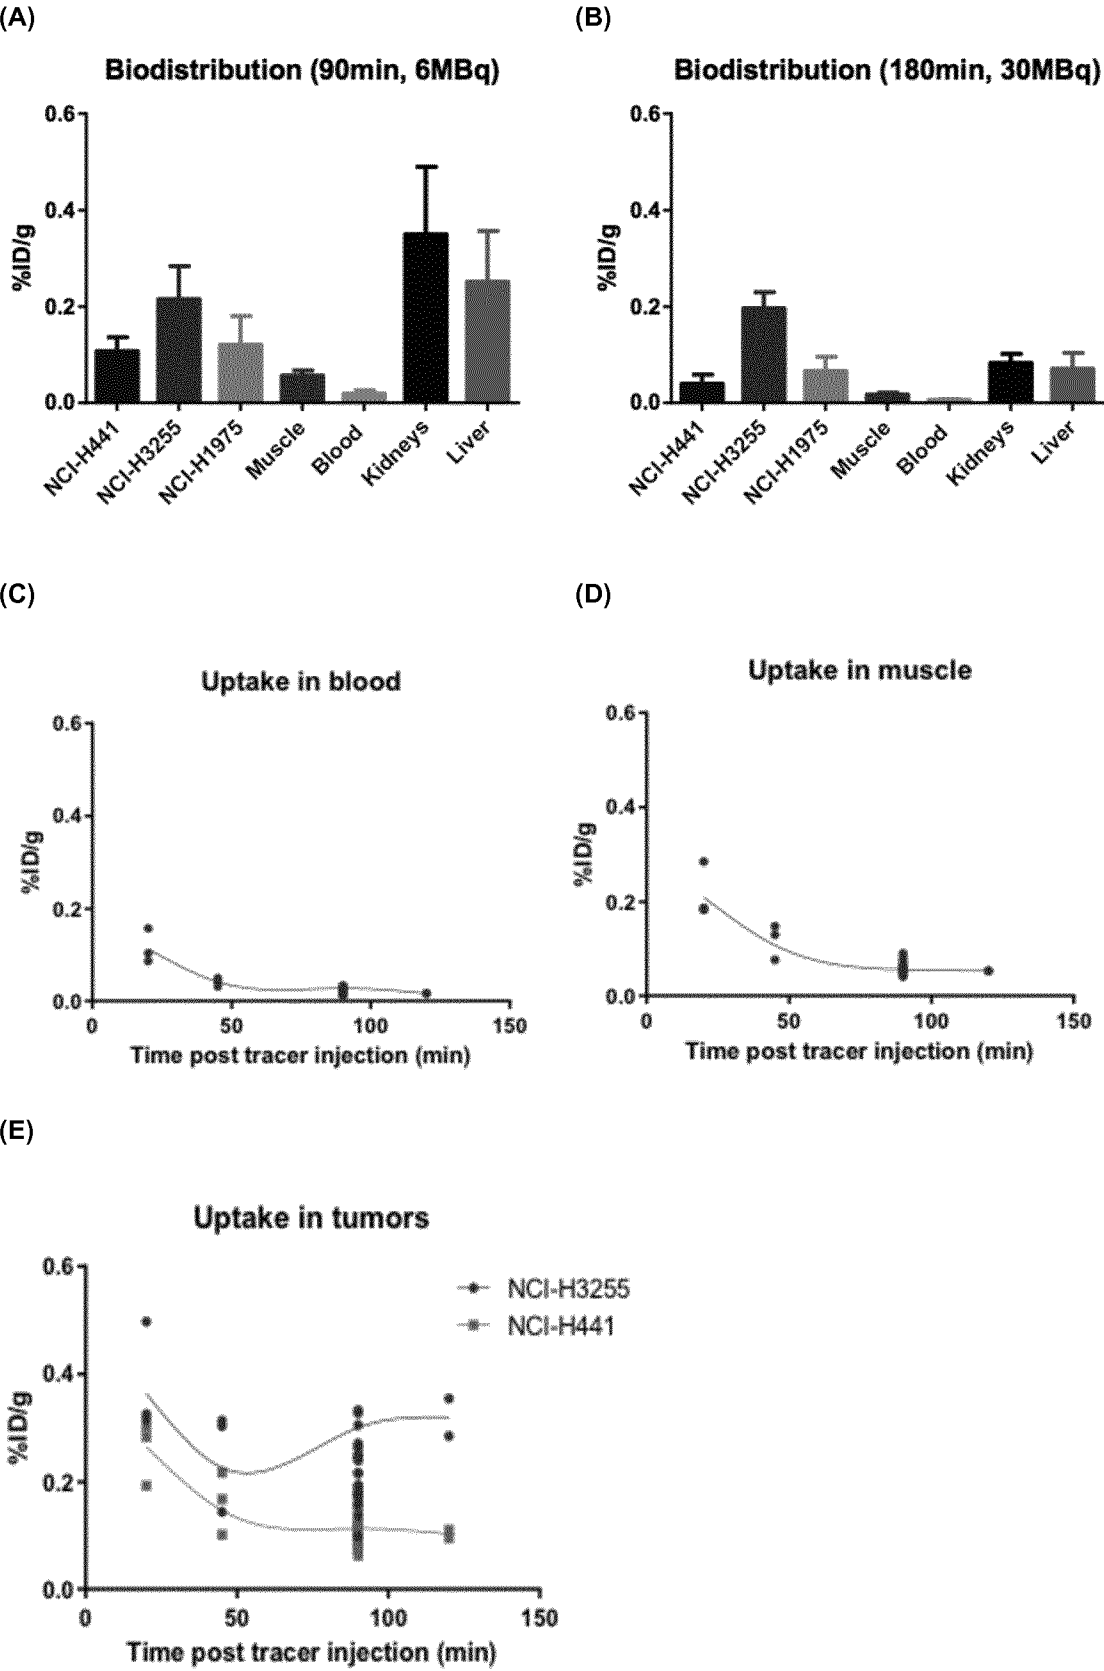 (A)
Biodistribution (90min, 6MBq)
0.6
0.4
0.2
0.0
%ID/g
NCI-H441
NCI-H3255
NCI-H1975
Muscle
Blood
Kidneys
Liver
(B)
Biodistribution (180min, 30MBq)
0.6
0.4
0.2
0.0
%ID/g
NCI-H441
NCI-H3255
NCI-H1975
Muscle
Blood
Kidneys
Liver
(C)
Uptake in blood
0.6
0.4
0.2
0.0
%ID/g
0 50 100 150
Time post tracer injection (min)
(D)
Uptake in muscle
0.6
0.4
0.2
0.0
%ID/g
0 50 100 150
Time post tracer injection (min)
(E)
Uptake in tumors
0.6
0.4
0.2
0.0
%ID/g
NCI-H3255
NCI-H441
0 50 100 150
Time post tracer injection (min)